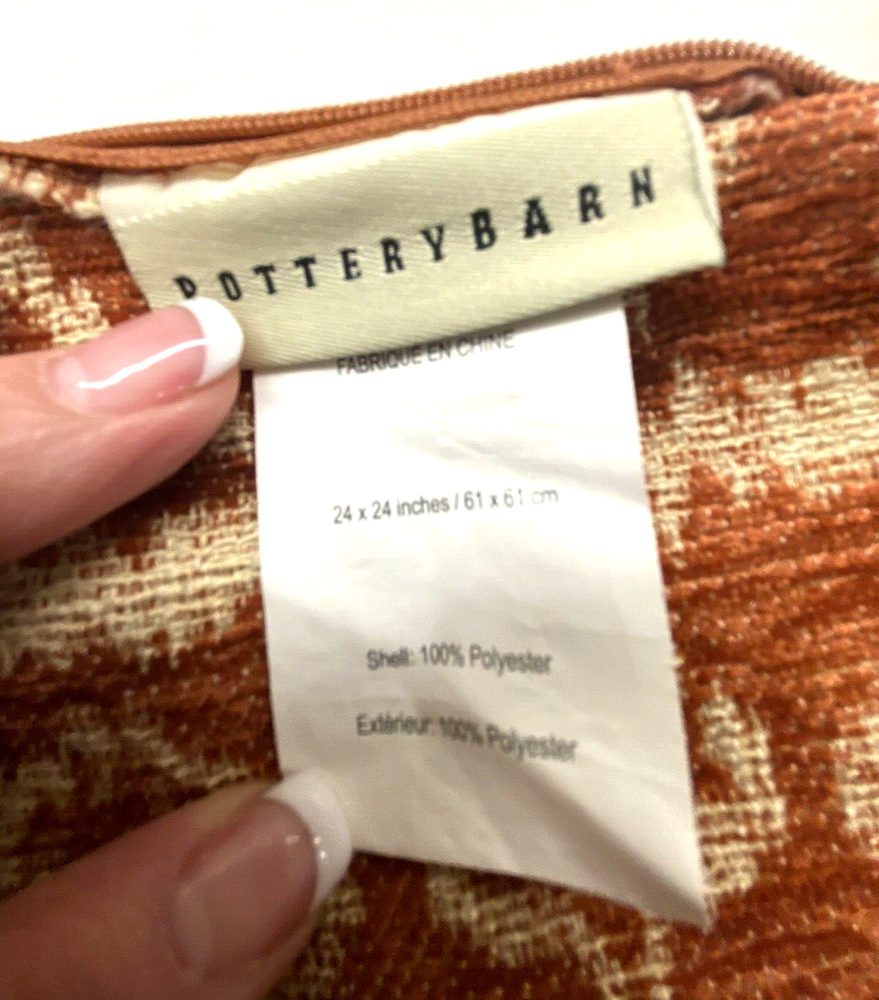 POTTERYBARN
FABRIQUÉ EN CHINE
24 x 24 inches / 61 x 61 cm
Shell: 100% Polyester
Extérieur: 100% Polyester